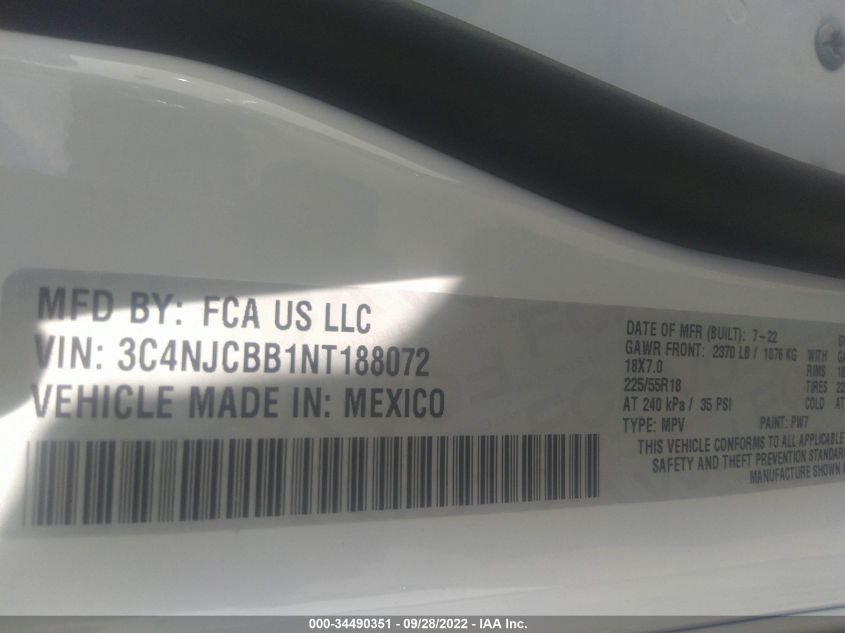 MFD BY: FCA US LLC
VIN: 3C4NJCBB1NT188072
VEHICLE MADE IN: MEXICO
DATE OF MFR (BUILT): 7-22
GAWR FRONT: 2370 LB / 1076 KG WITH
18X7.0 RIMS
225/55R18 TIRES
AT 240 kPa / 35 PSI COLD
TYPE: MPV PAINT: PW7
THIS VEHICLE CONFORMS TO ALL APPLICABLE
SAFETY AND THEFT PREVENTION STANDAR
MANUFACTURE SHOWN
000-34490351 - 09/28/2022 - IAA Inc.